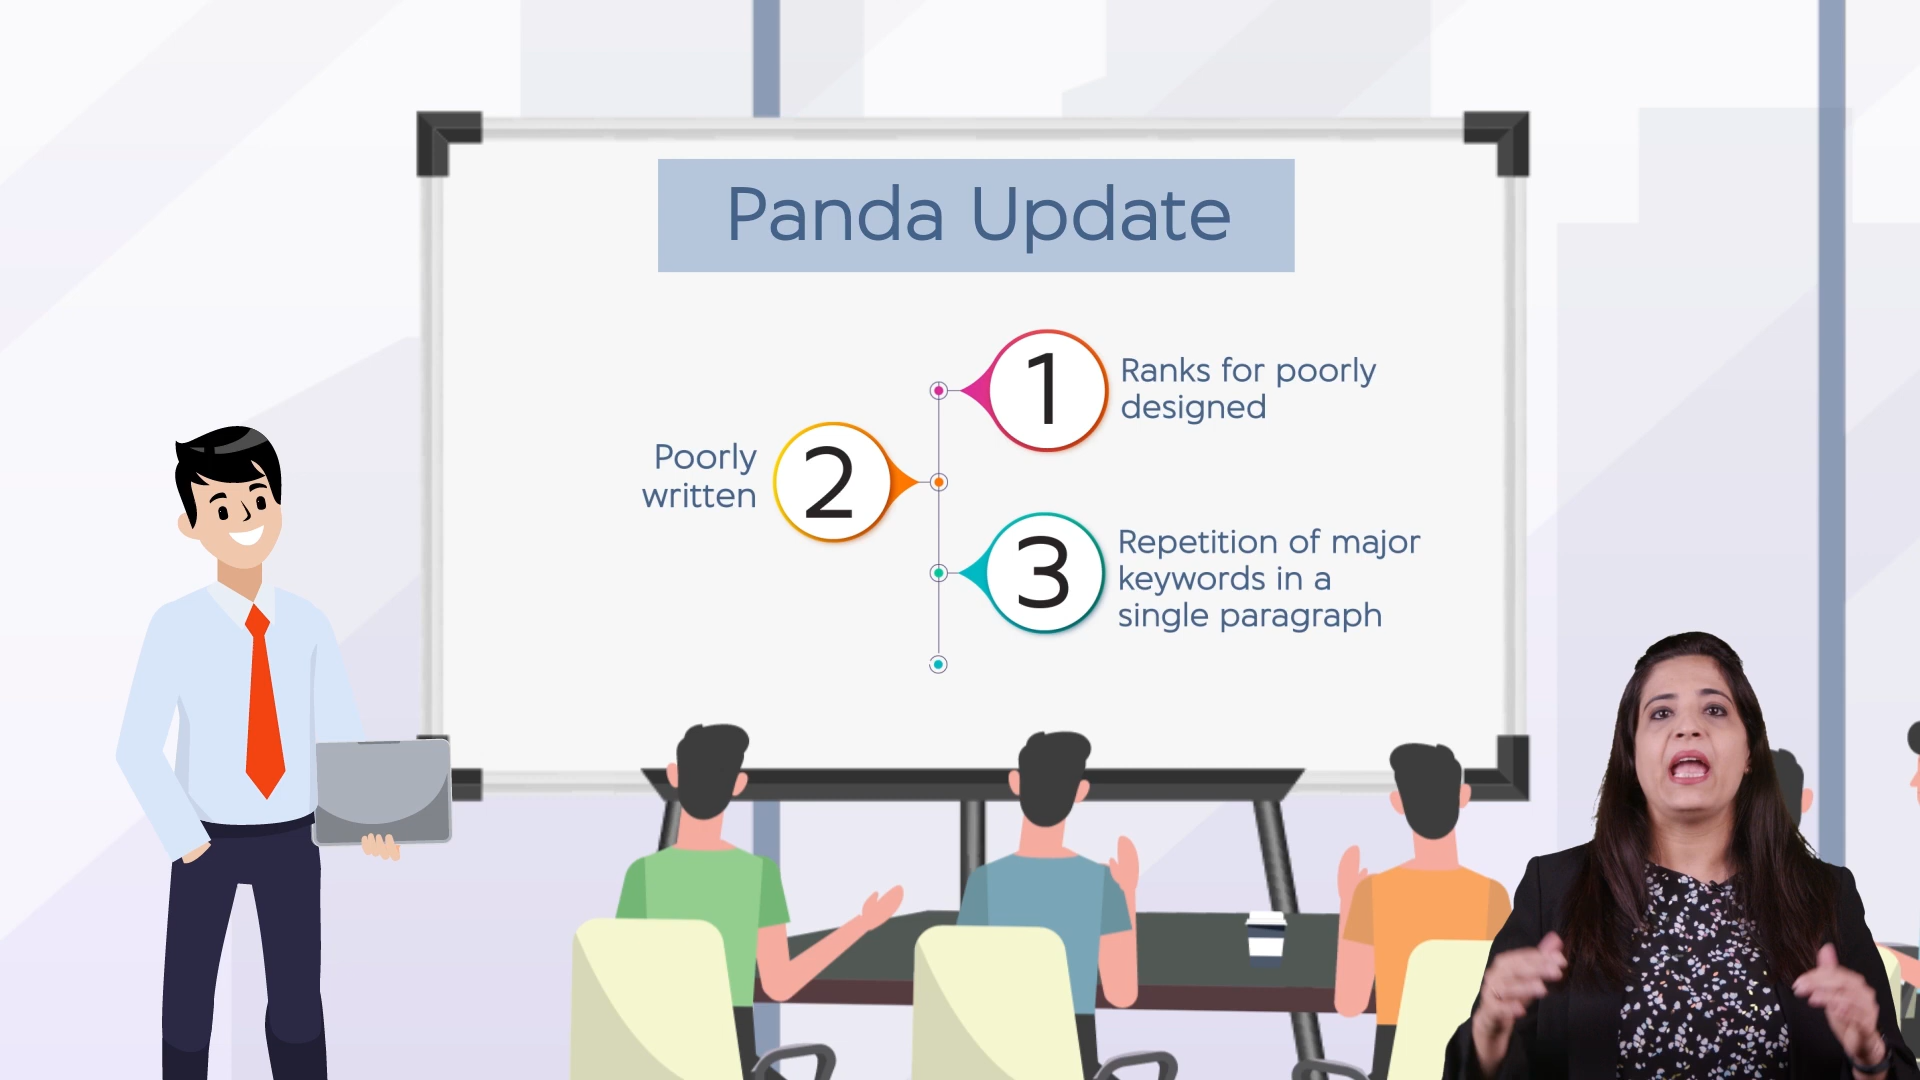 Panda Update
1
Ranks for poorly
designed
2
Poorly
written
3
Repetition of major
keywords in a
single paragraph